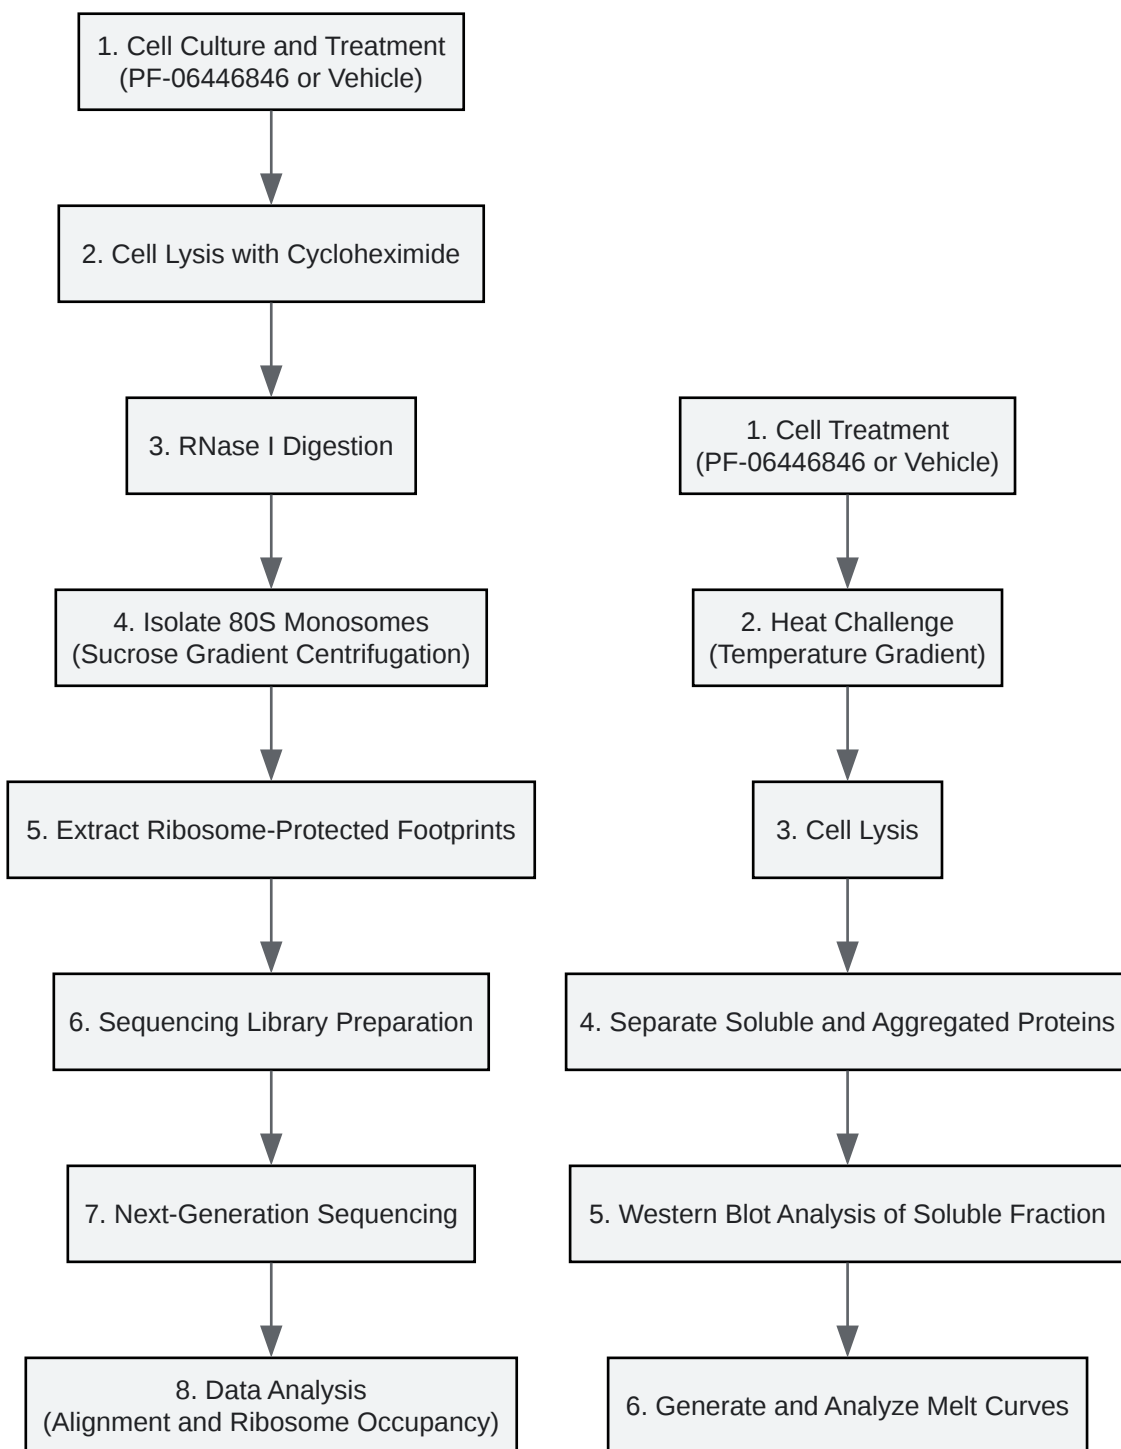 1. Cell Culture and Treatment
(PF-06446846 or Vehicle)
2. Cell Lysis with Cycloheximide
3. RNase I Digestion
4. Isolate 80S Monosomes
(Sucrose Gradient Centrifugation)
5. Extract Ribosome-Protected Footprints
6. Sequencing Library Preparation
7. Next-Generation Sequencing
8. Data Analysis
(Alignment and Ribosome Occupancy)
1. Cell Treatment
(PF-06446846 or Vehicle)
2. Heat Challenge
(Temperature Gradient)
3. Cell Lysis
4. Separate Soluble and Aggregated Proteins
5. Western Blot Analysis of Soluble Fraction
6. Generate and Analyze Melt Curves